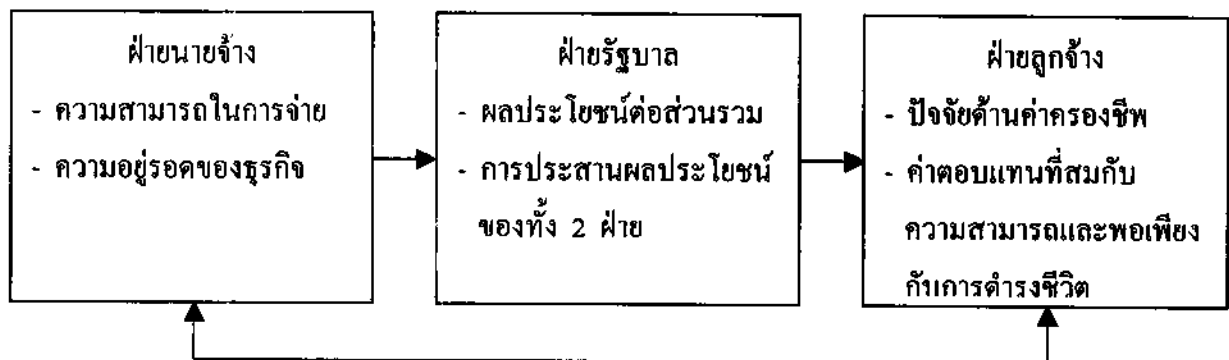 ฝ่ายนายจ้าง
- ความสามารถในการจ่าย
- ความอยู่รอดของธุรกิจ
ฝ่ายรัฐบาล
- ผลประโยชน์ต่อส่วนรวม
- การประสานผลประโยชน์
ของทั้ง 2 ฝ่าย
ฝ่ายลูกจ้าง
- ปัจจัยด้านค่าครองชีพ
- ค่าตอบแทนที่สมกับ
ความสามารถและพอเพียง
กับการดำรงชีวิต